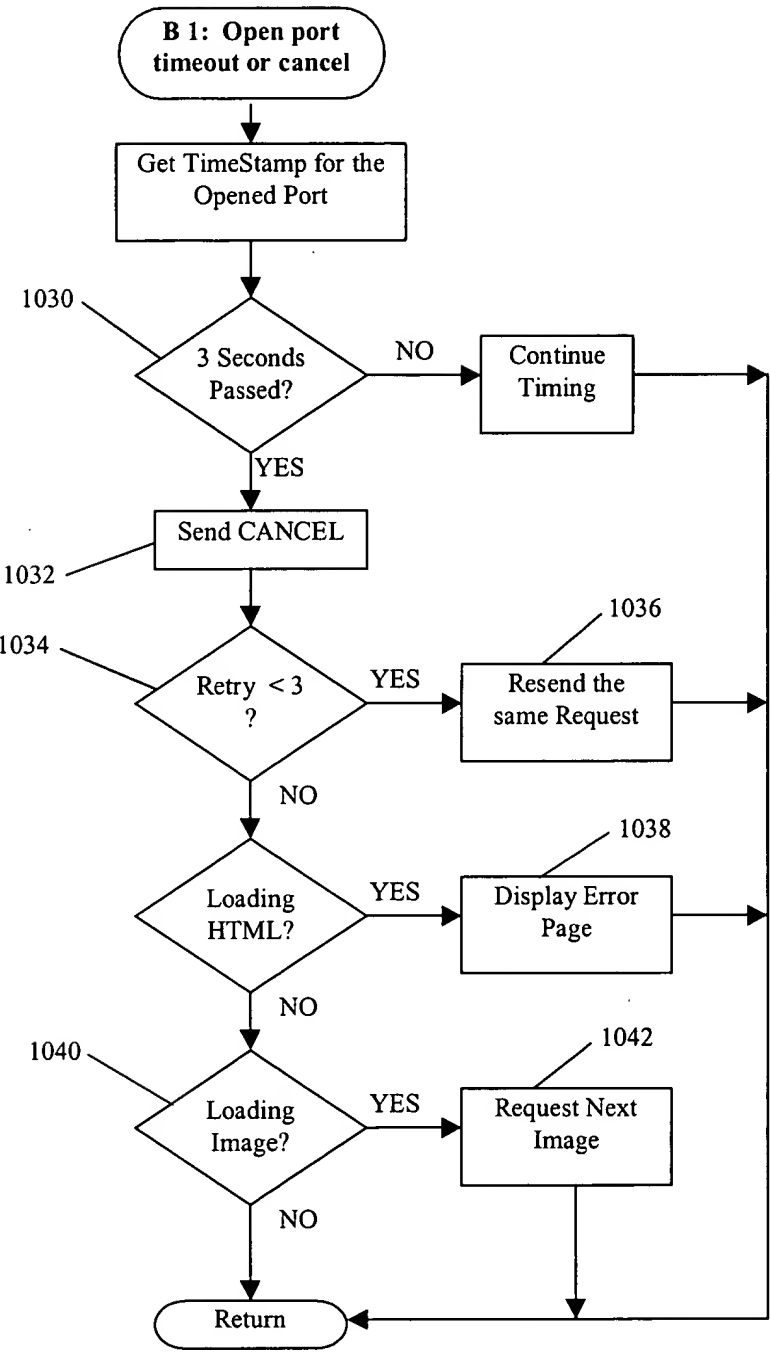 B 1: Open port
timeout or cancel
Get TimeStamp for the
Opened Port
1030
3 Seconds
Passed?
NO
Continue
Timing
YES
Send CANCEL
1032
1034
Retry < 3
?
YES
1036
Resend the
same Request
NO
Loading
HTML?
YES
1038
Display Error
Page
NO
1040
Loading
Image?
YES
1042
Request Next
Image
NO
Return